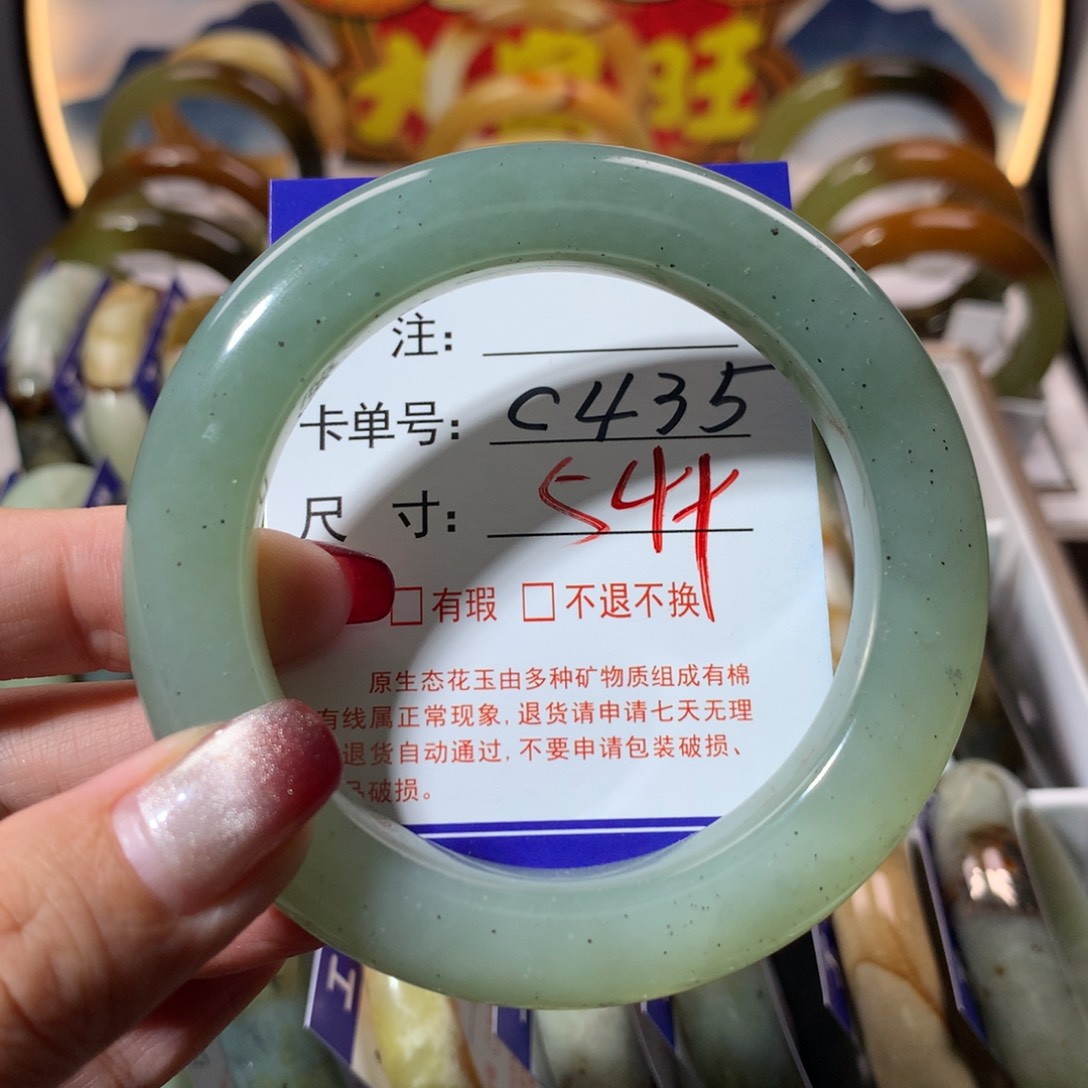 大 旺
注:
卡单号: C435
尺 寸: 54
□有瑕 □不退不换
原生态花玉由多种矿物质组成有棉
有线属正常现象,退货请申请七天无理
退货自动通过,不要申请包装破损、
破损。